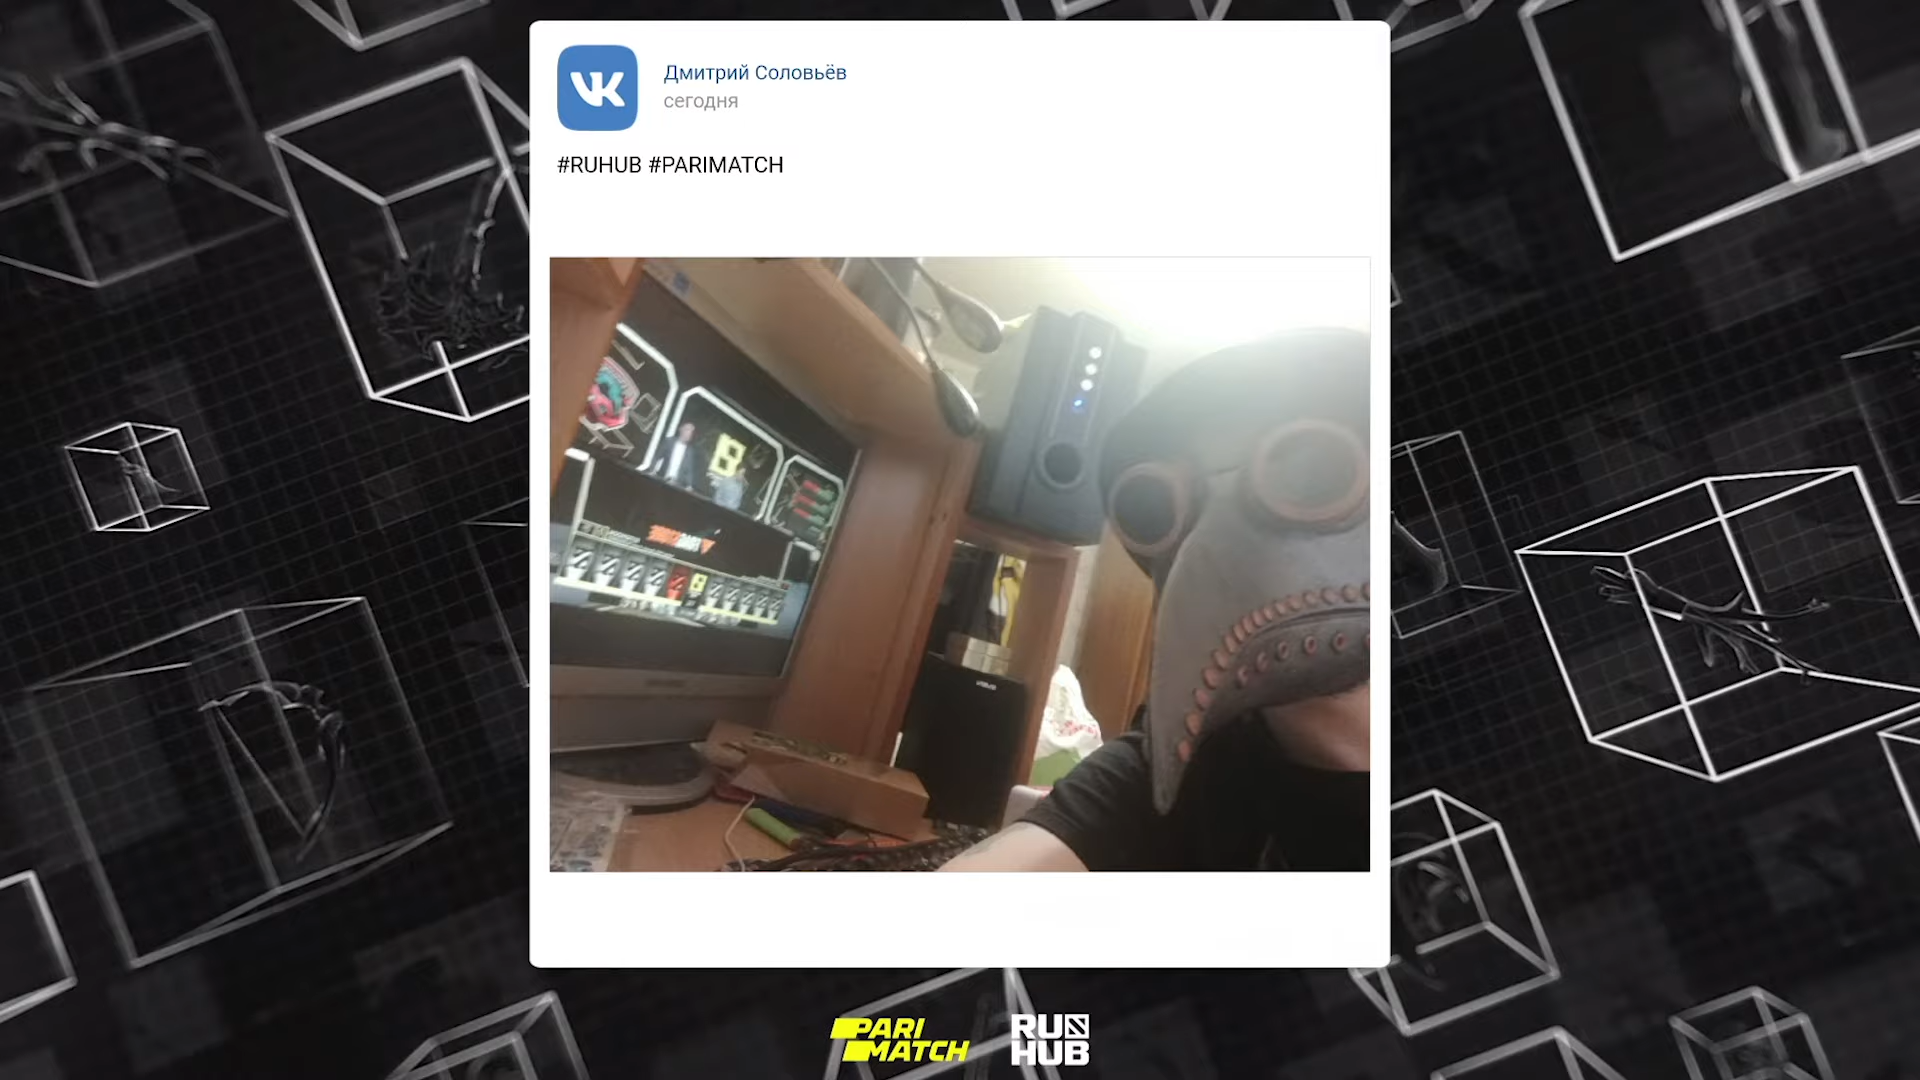 Дмитрий Соловьёв
сегодня
#RUHUB #PARIMATCH
PARI
MATCH
RU
HUB